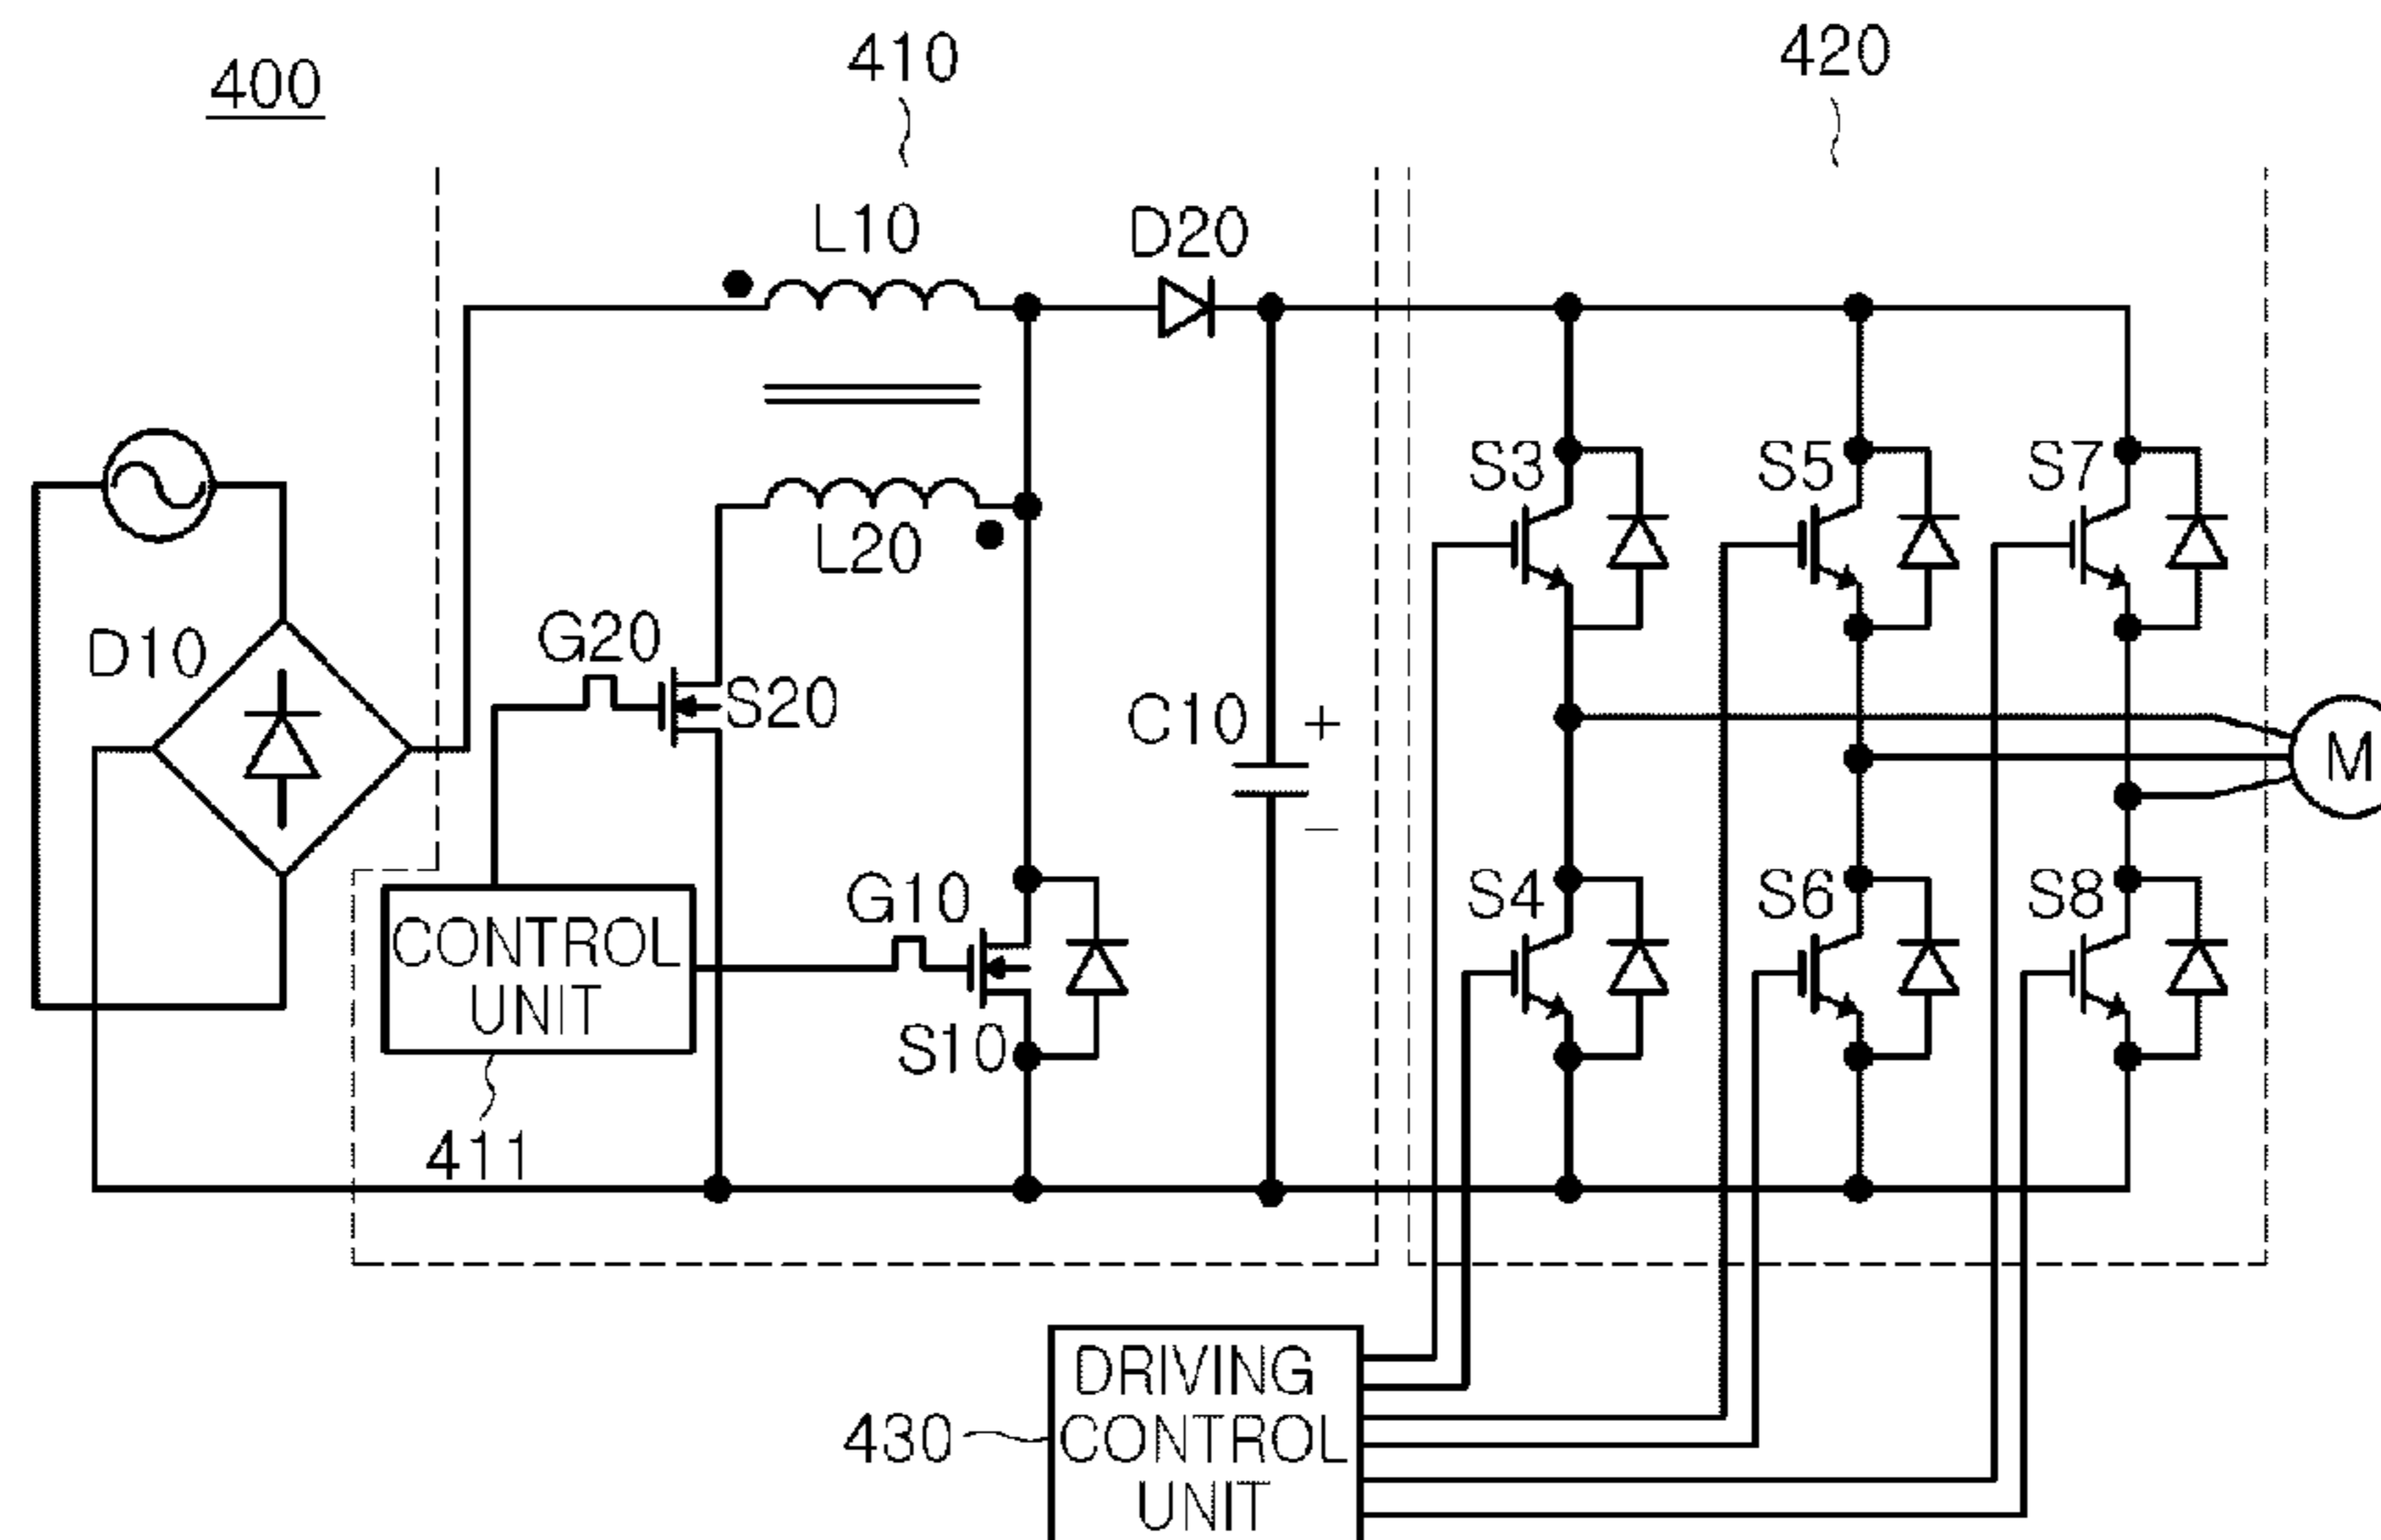 400
410
420
L10
D20
S3
S5
S7
L20
D10
G20
S20
C10
+
−
M
G10
S4
S6
S8
CONTROL
UNIT
S10
411
DRIVING
CONTROL
UNIT
430